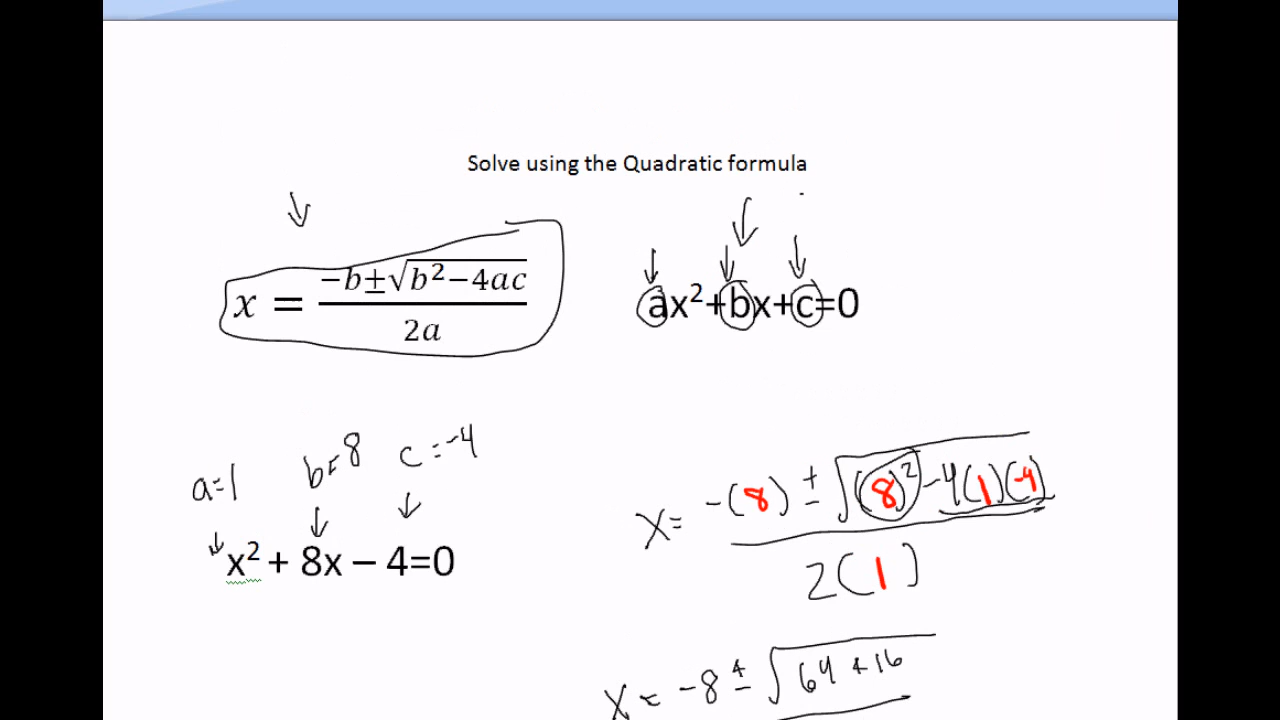 Solve using the Quadratic formula
x = −b±√b²−4ac / 2a
ax²+bx+c=0
a=1 b=8 c=-4
x² + 8x − 4=0
x= -(8) ± √(8)² -4(1)(-4) / 2(1)
x = -8 ± √64 + 16